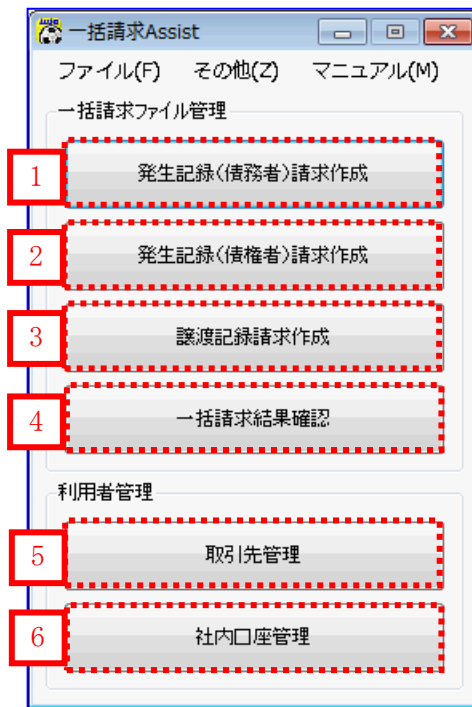 一括請求Assist
ファイル(F) その他(Z) マニュアル(M)
一括請求ファイル管理
1 発生記録(債務者)請求作成
2 発生記録(債権者)請求作成
3 譲渡記録請求作成
4 一括請求結果確認
利用者管理
5 取引先管理
6 社内口座管理